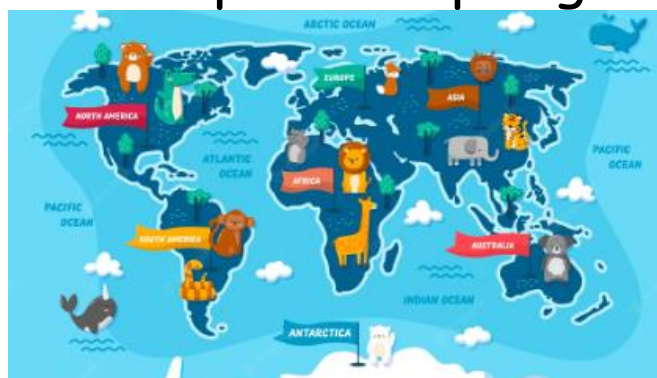 ARCTIC OCEAN
EUROPE
ASIA
NORTH AMERICA
ATLANTIC
OCEAN
PACIFIC
OCEAN
AFRICA
PACIFIC
OCEAN
SOUTH AMERICA
AUSTRALIA
INDIAN OCEAN
ANTARCTICA